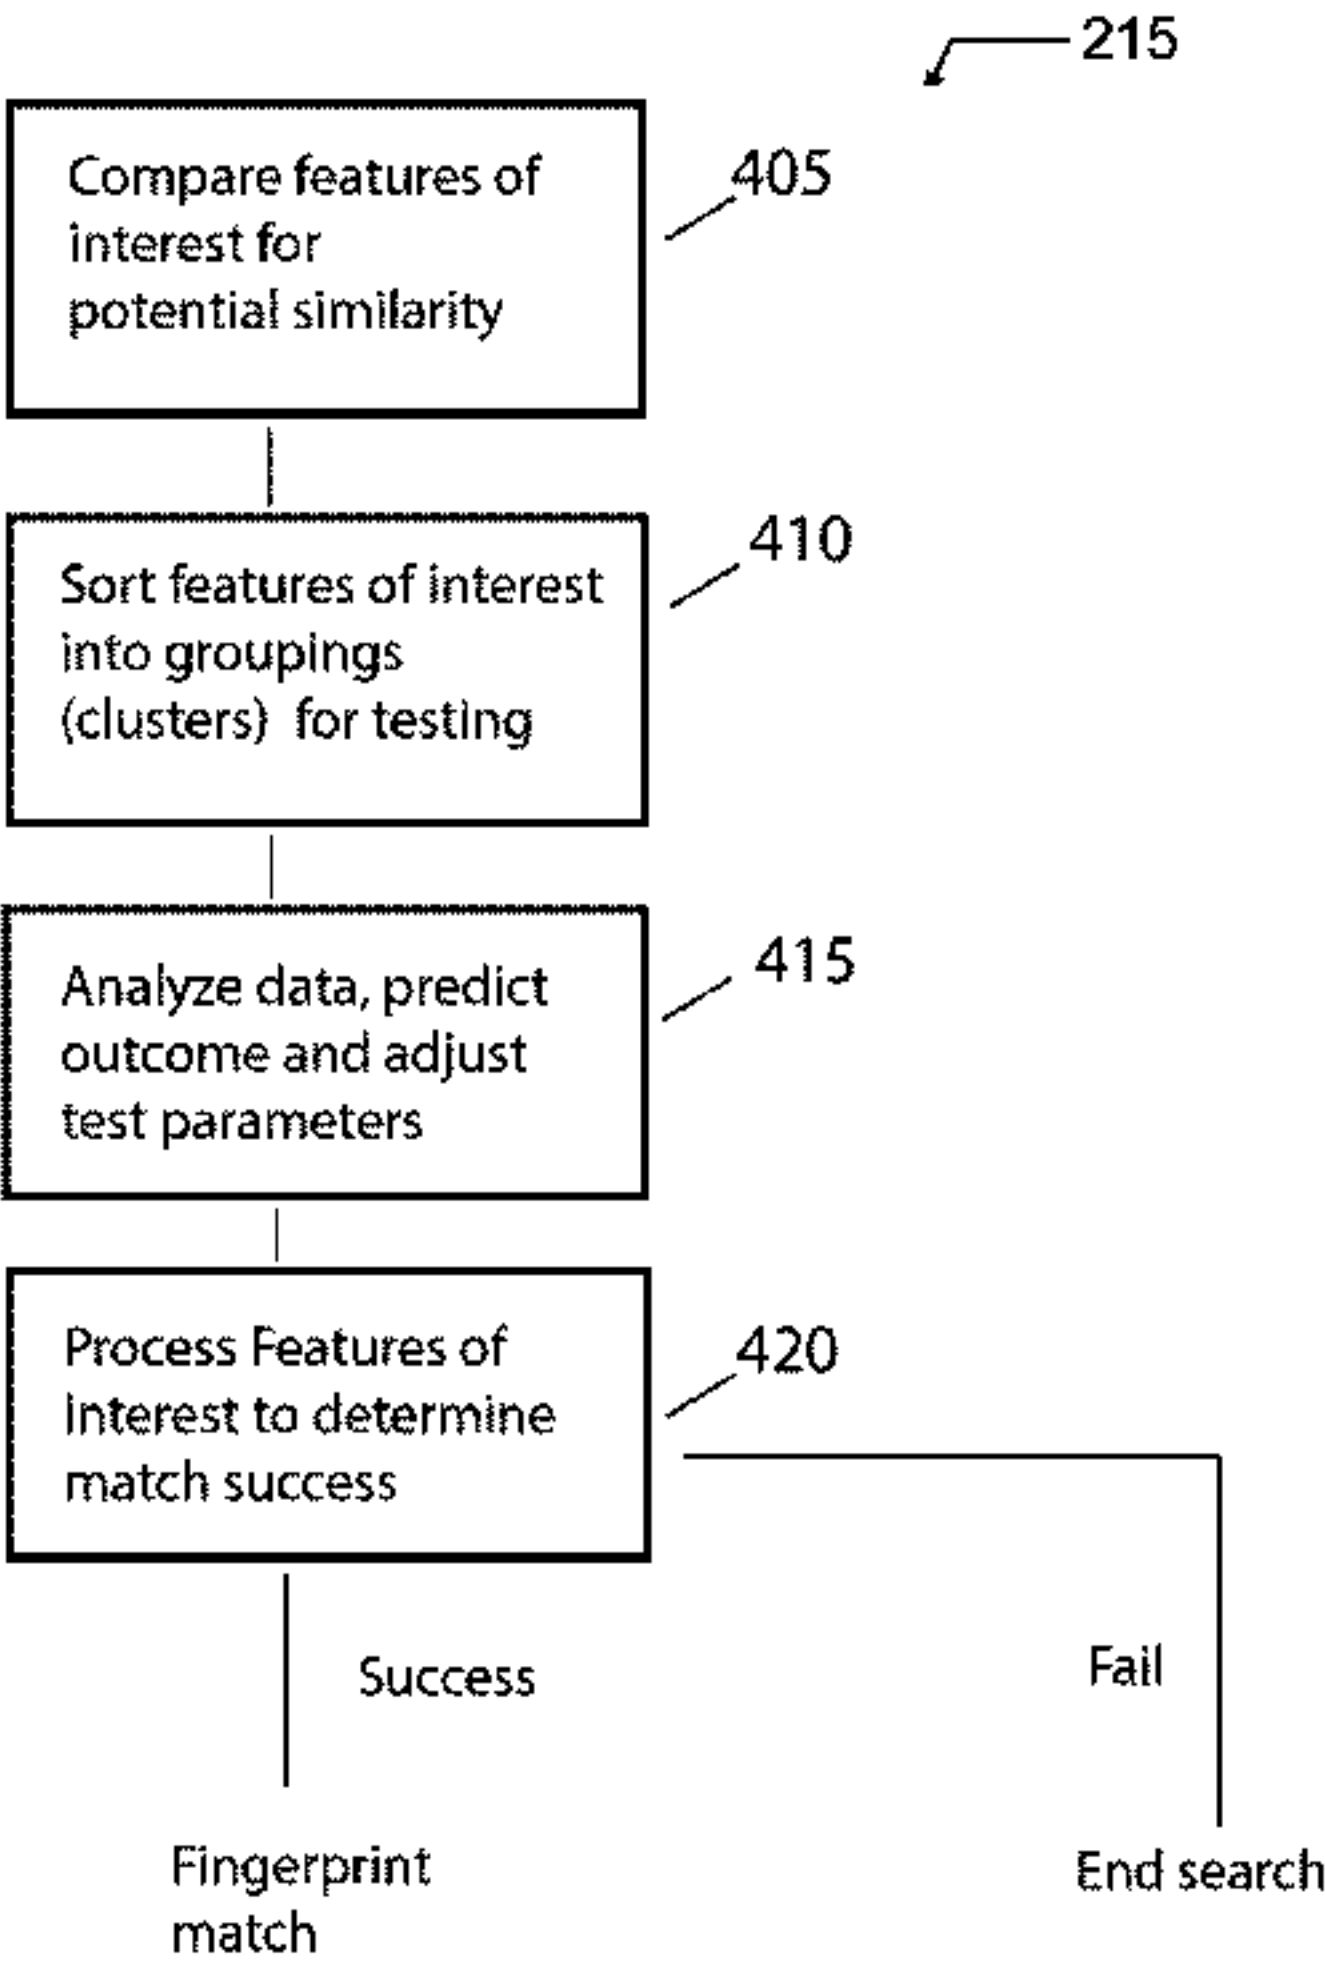 215
405
Compare features of
interest for
potential similarity
410
Sort features of interest
into groupings
(clusters) for testing
415
Analyze data, predict
outcome and adjust
test parameters
420
Process Features of
Interest to determine
match success
Success
Fail
Fingerprint
match
End search